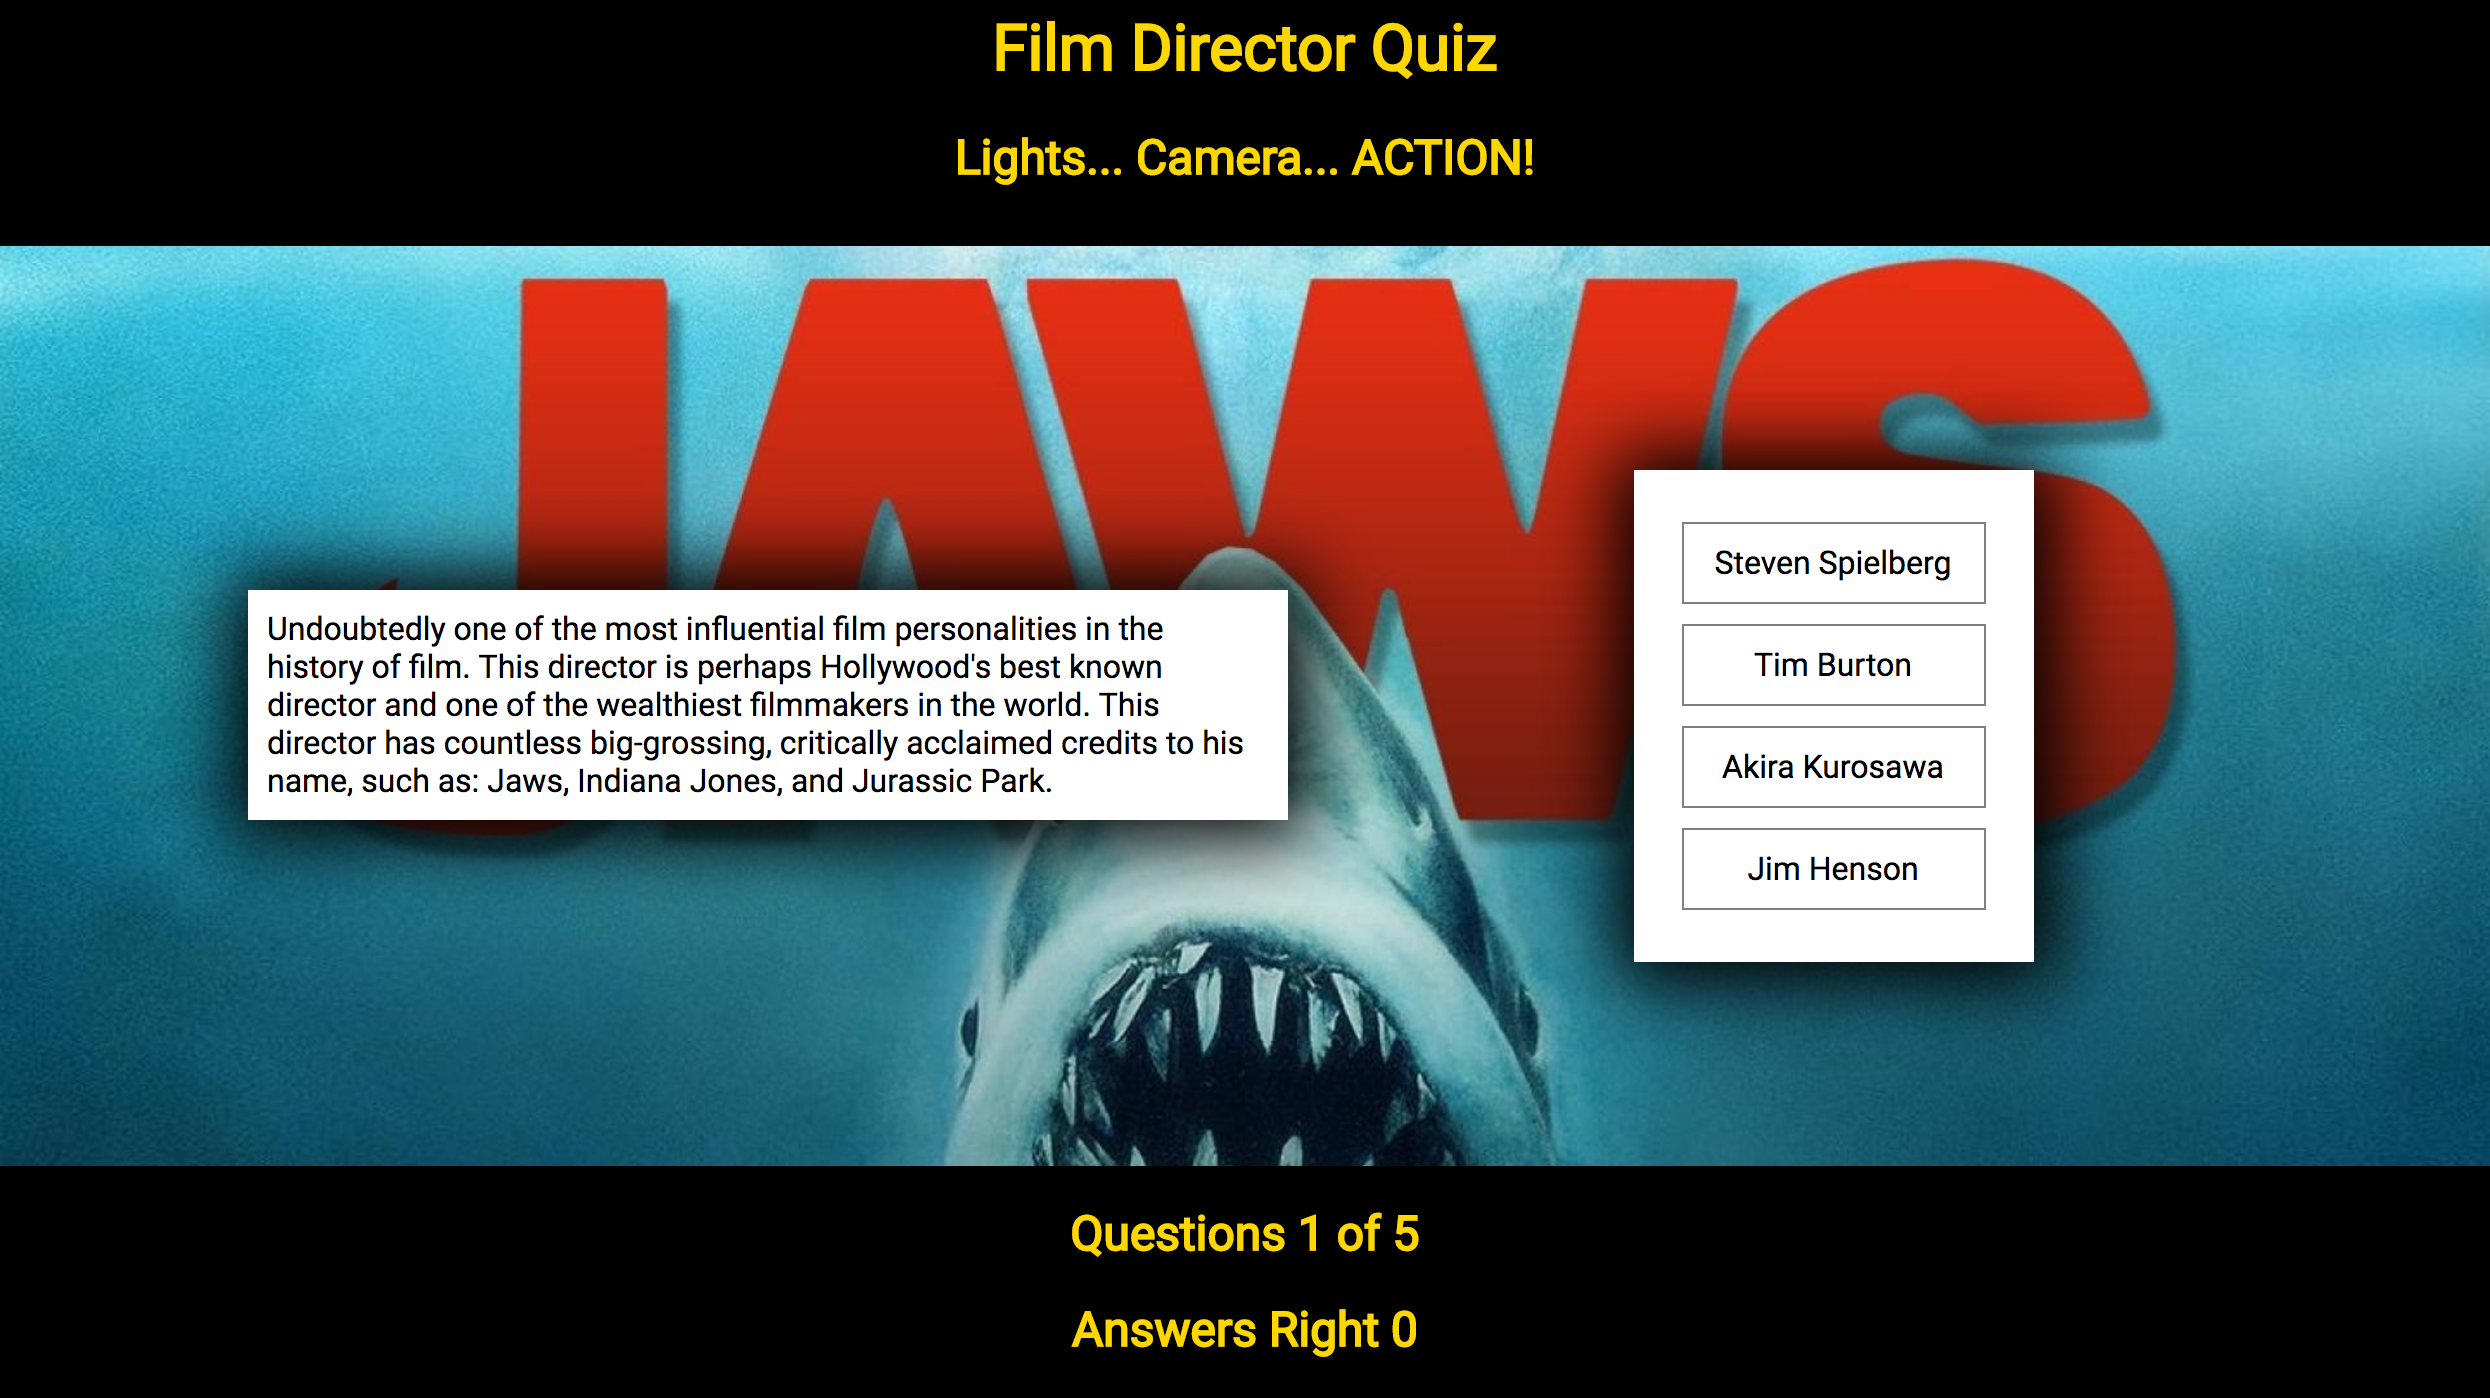 Film Director Quiz
Lights... Camera... ACTION!
JAWS
Undoubtedly one of the most influential film personalities in the
history of film. This director is perhaps Hollywood's best known
director and one of the wealthiest filmmakers in the world. This
director has countless big-grossing, critically acclaimed credits to his
name, such as: Jaws, Indiana Jones, and Jurassic Park.
Steven Spielberg
Tim Burton
Akira Kurosawa
Jim Henson
Questions 1 of 5
Answers Right 0